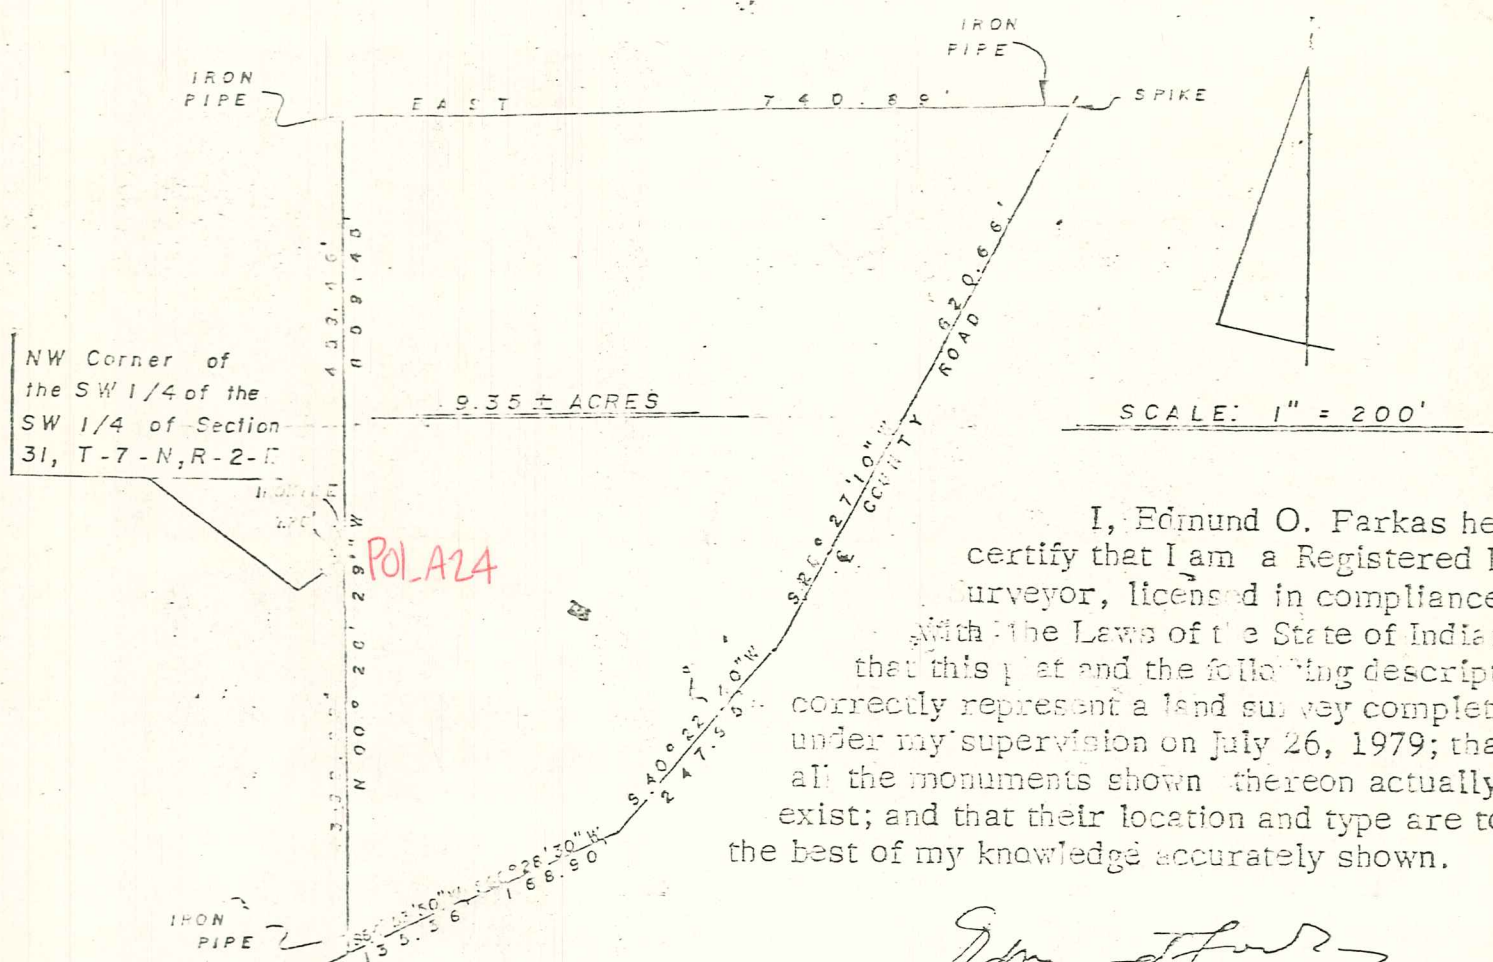 IRON
PIPE
IRON
PIPE
SPIKE
EAST 740.89'
620.66'
COUNTY ROAD
NW Corner of
the SW 1/4 of the
SW 1/4 of Section
31, T-7-N, R-2-E
9.35 ± ACRES
SCALE: 1" = 200'
POI_A24
N 00° 20' 29" W
S. 40° 22' 10" W
247.50'
168.90'
IRON
PIPE
I, Edmund O. Farkas he
certify that I am a Registered
urveyor, licensed in compliance
With the Laws of the State of India
that this plat and the following descript
correctly represent a land survey complet
under my supervision on July 26, 1979; tha
all the monuments shown thereon actually
exist; and that their location and type are to
the best of my knowledge accurately shown.